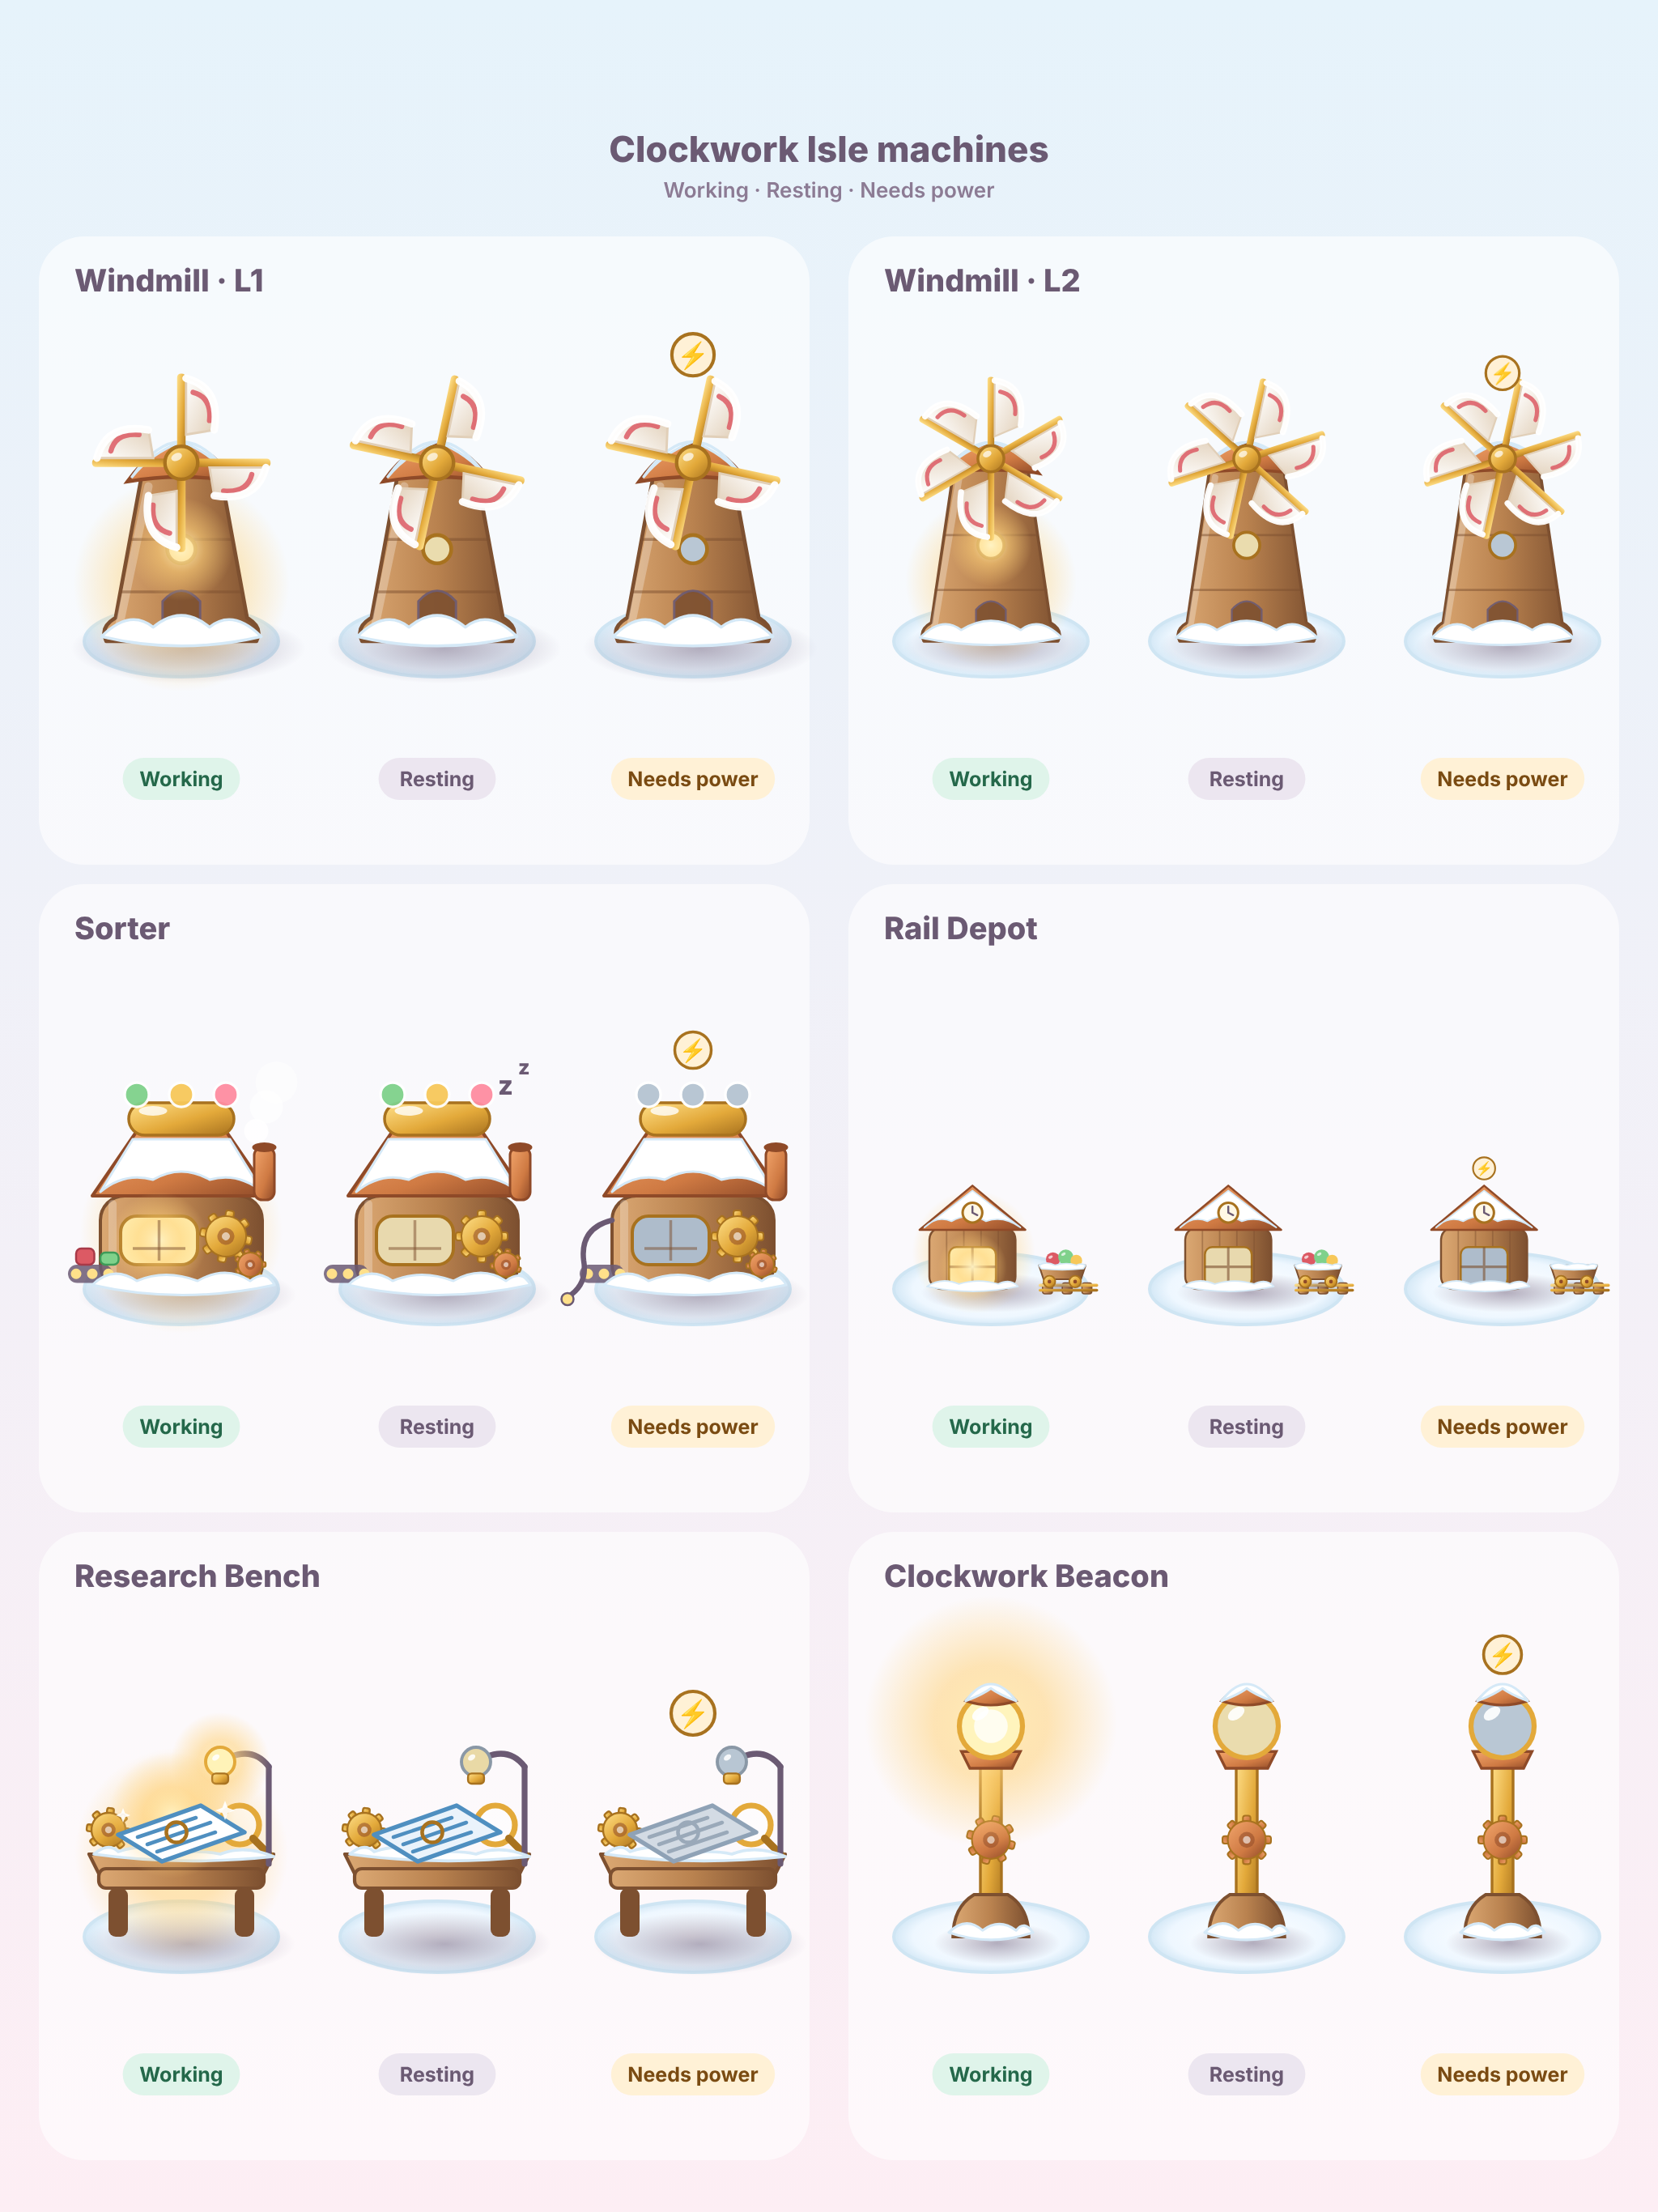 Clockwork Isle machines
Working · Resting · Needs power
Windmill · L1
Working
Resting
Needs power
Windmill · L2
Working
Resting
Needs power
Sorter
z
z
Working
Resting
Needs power
Rail Depot
Working
Resting
Needs power
Research Bench
Working
Resting
Needs power
Clockwork Beacon
Working
Resting
Needs power